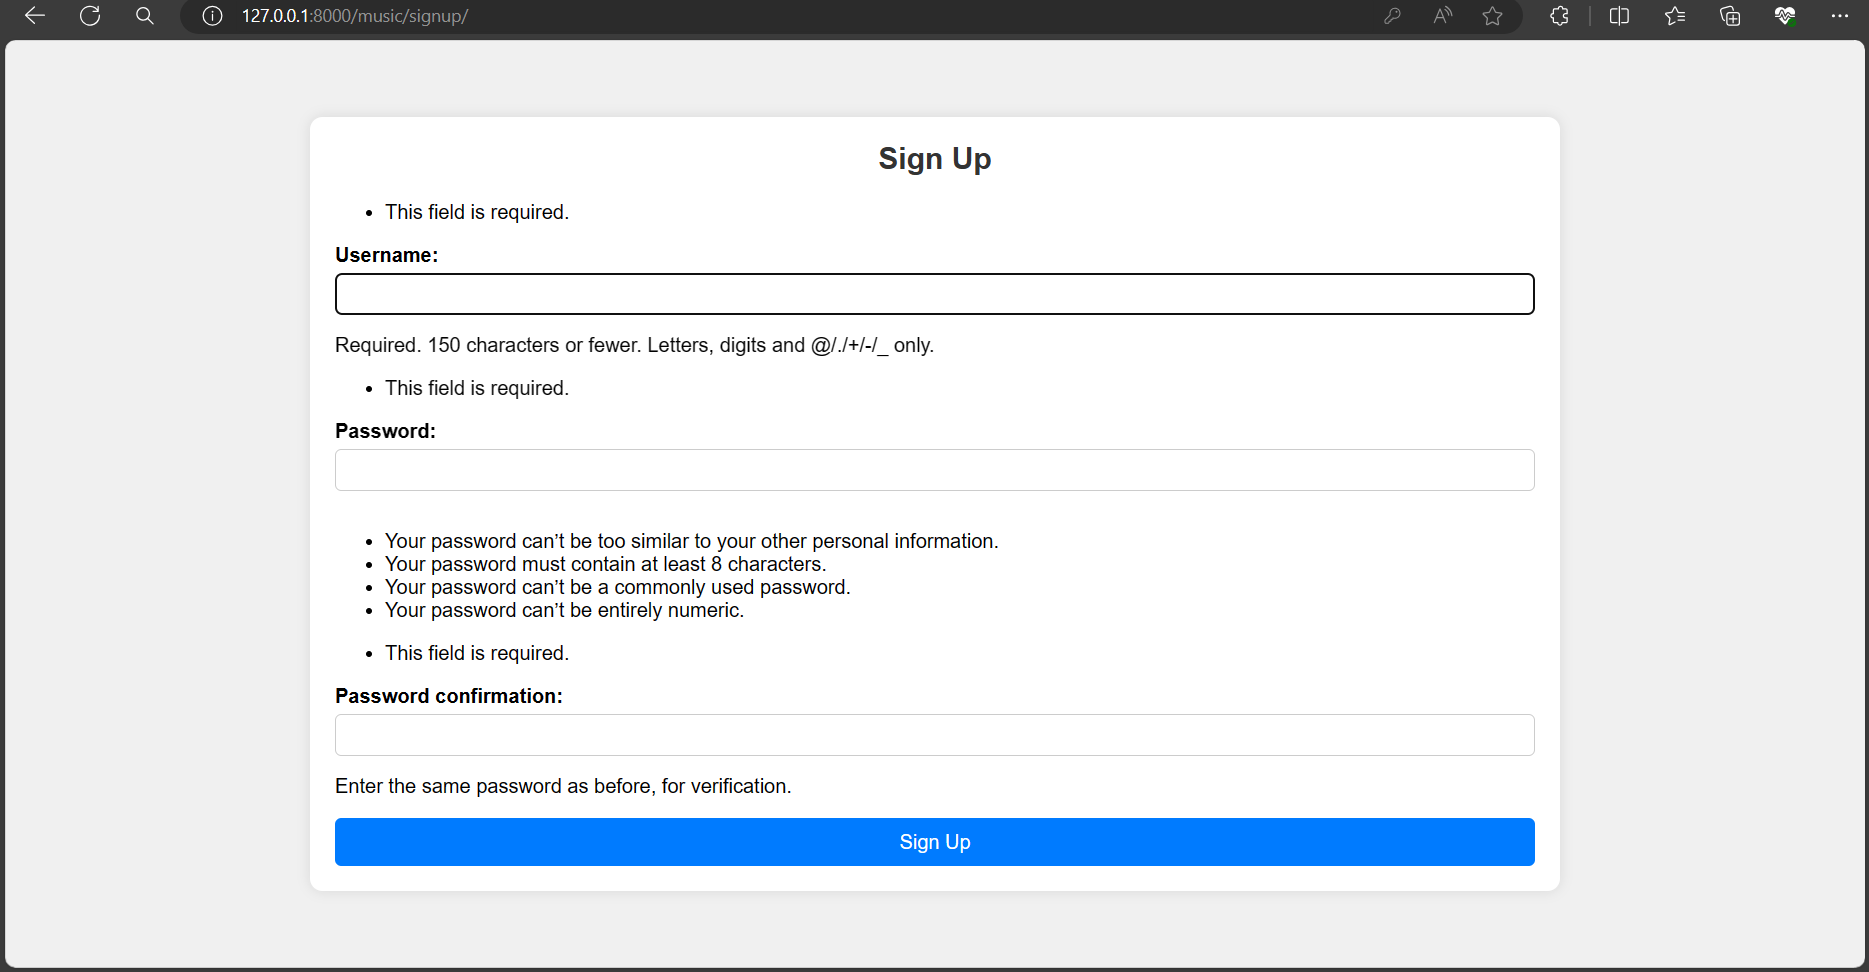 127.0.0.1:8000/music/signup/
Sign Up
• This field is required.
Username:
Required. 150 characters or fewer. Letters, digits and @/./+/-/_ only.
• This field is required.
Password:
• Your password can’t be too similar to your other personal information.
• Your password must contain at least 8 characters.
• Your password can’t be a commonly used password.
• Your password can’t be entirely numeric.
• This field is required.
Password confirmation:
Enter the same password as before, for verification.
Sign Up